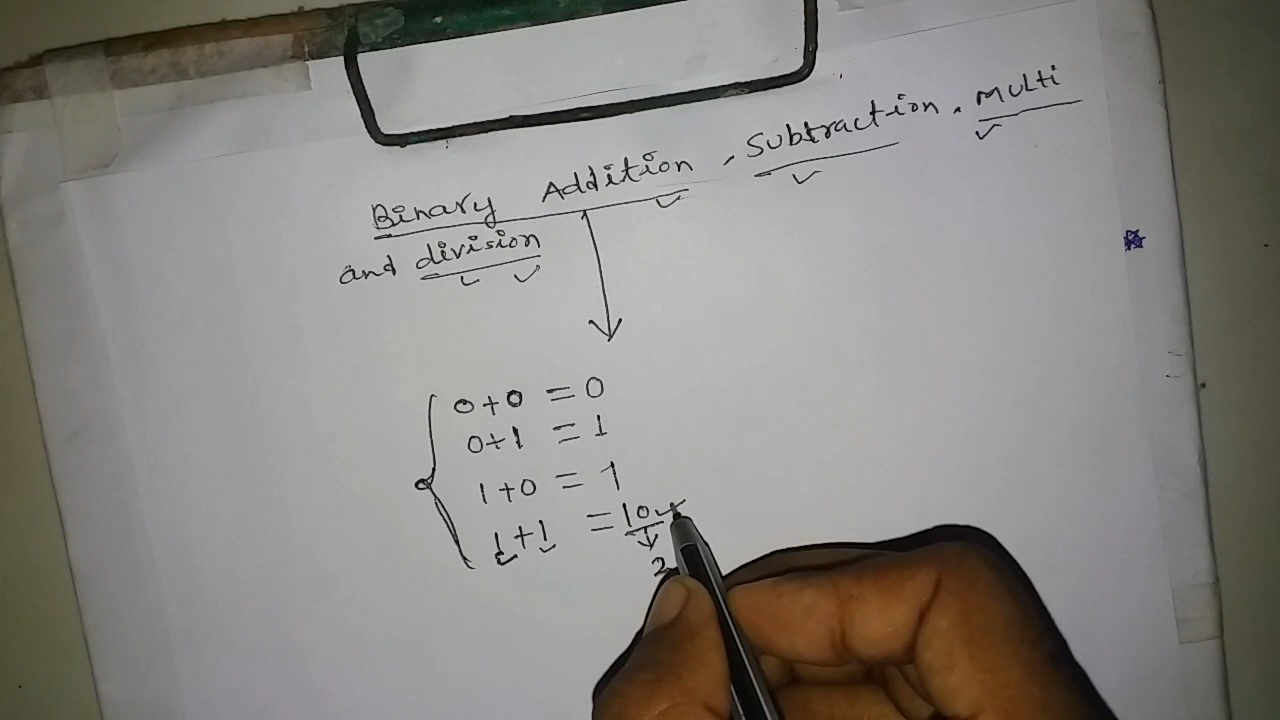 Binary Addition, Subtraction, Multi
and division
0+0 = 0
0+1 = 1
1+0 = 1
1+1 = 10
2